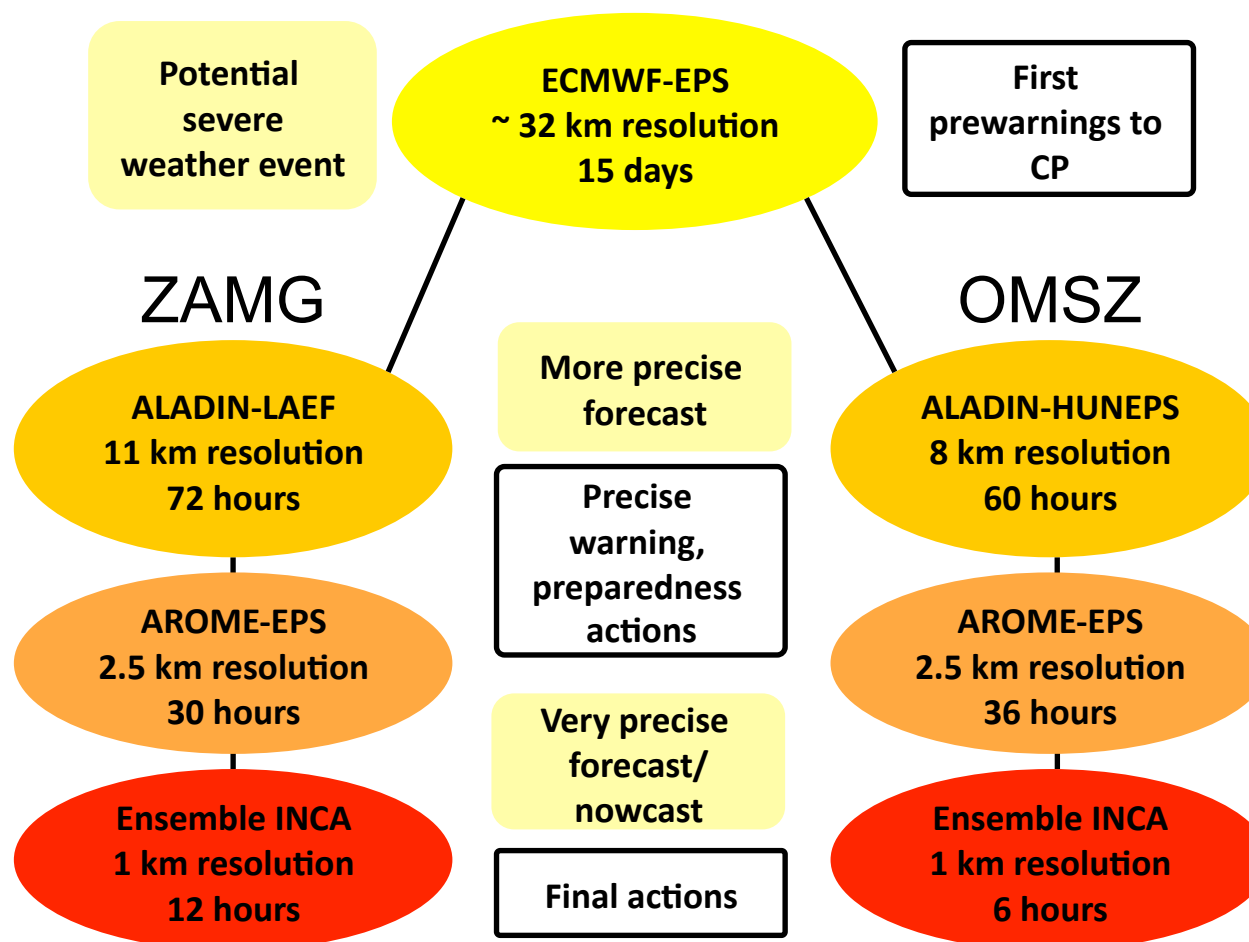 Potential
severe
weather event
ECMWF-EPS
~ 32 km resolution
15 days
First
prewarnings to
CP
ZAMG
OMSZ
ALADIN-LAEF
11 km resolution
72 hours
More precise
forecast
ALADIN-HUNEPS
8 km resolution
60 hours
Precise
warning,
preparedness
actions
AROME-EPS
2.5 km resolution
30 hours
AROME-EPS
2.5 km resolution
36 hours
Very precise
forecast/
nowcast
Ensemble INCA
1 km resolution
12 hours
Final actions
Ensemble INCA
1 km resolution
6 hours